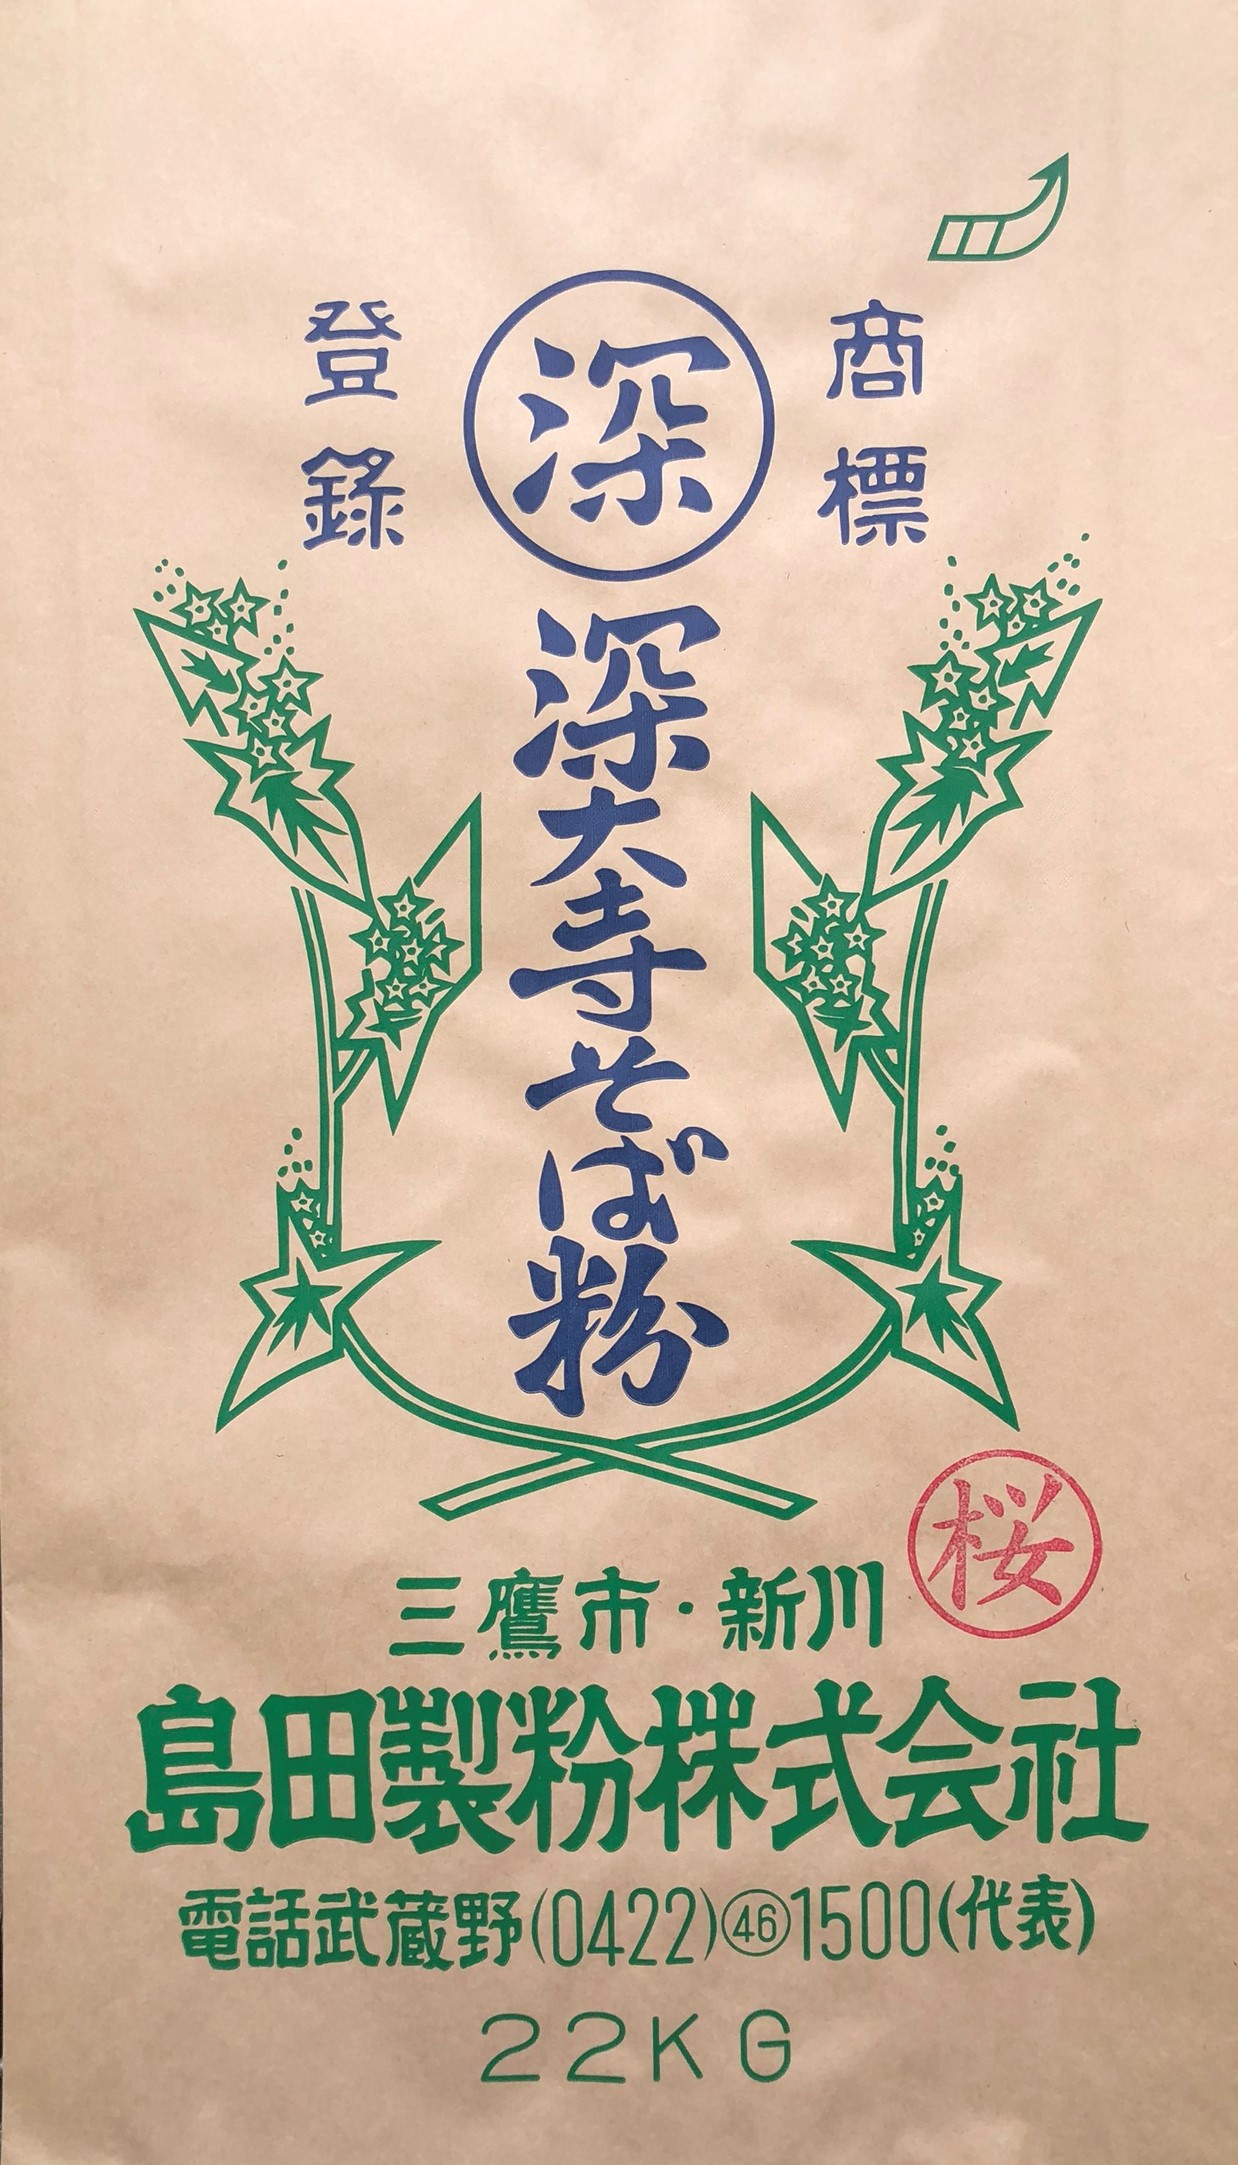 商標
深
登録
深大寺そば粉
桜
三鷹市・新川
島田製粉株式会社
電話武蔵野(0422)㊻1500(代表)
22KG